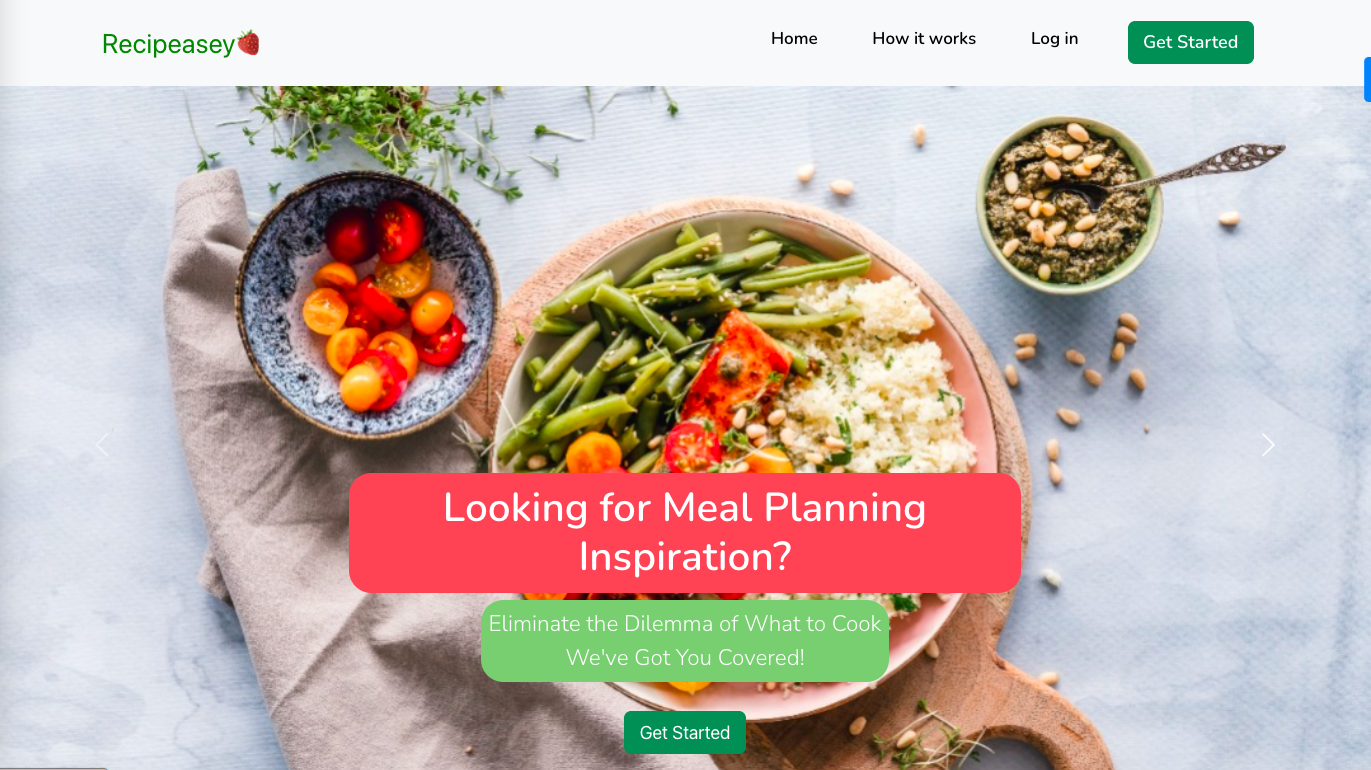 Recipeasey🍓
Home
How it works
Log in
Get Started
Looking for Meal Planning
Inspiration?
Eliminate the Dilemma of What to Cook
We've Got You Covered!
Get Started